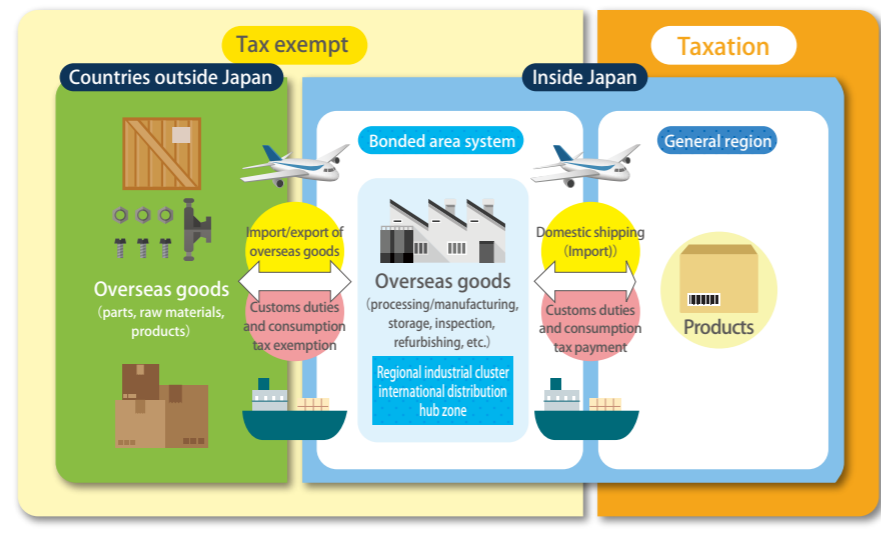 Tax exempt
Taxation
Countries outside Japan
Inside Japan
Bonded area system
General region
Import/export of
overseas goods
Domestic shipping
(Import))
Overseas goods
(parts, raw materials,
products)
Customs duties
and consumption
tax exemption
Overseas goods
(processing/manufacturing,
storage, inspection,
refurbishing, etc.)
Customs duties
and consumption
tax payment
Products
Regional industrial cluster
international distribution
hub zone